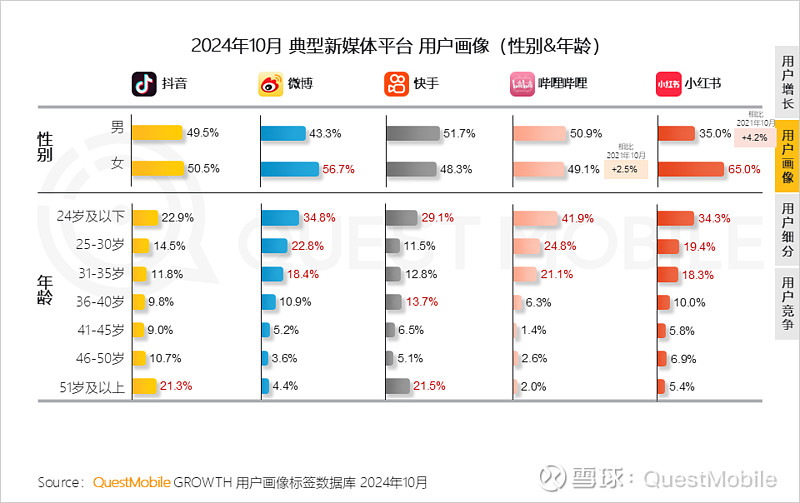 2024年10月 典型新媒体平台 用户画像（性别&年龄）
抖音 微博 快手 哔哩哔哩 小红书
性别
男 49.5% 43.3% 51.7% 50.9% 35.0%
相比2021年10月 +4.2%
女 50.5% 56.7% 48.3% 49.1% 65.0%
相比2021年10月 +2.5%
年龄
24岁及以下 22.9% 34.8% 29.1% 41.9% 34.3%
25-30岁 14.5% 22.8% 11.5% 24.8% 19.4%
31-35岁 11.8% 18.4% 12.8% 21.1% 18.3%
36-40岁 9.8% 10.9% 13.7% 6.3% 10.0%
41-45岁 9.0% 5.2% 6.5% 1.4% 5.8%
46-50岁 10.7% 3.6% 5.1% 2.6% 6.9%
51岁及以上 21.3% 4.4% 21.5% 2.0% 5.4%
用户增长
用户画像
用户细分
用户竞争
QUEST MOBILE
小红书
bilibili
Source：QuestMobile GROWTH 用户画像标签数据库 2024年10月
雪球：QuestMobile